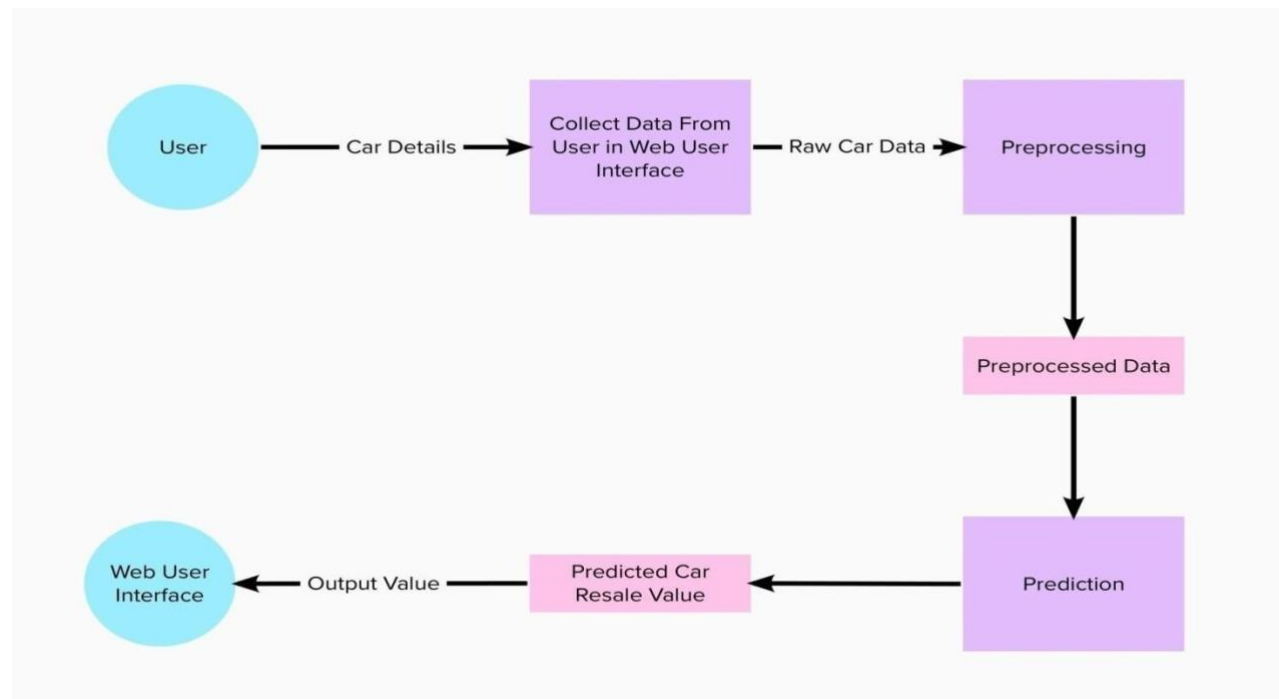 User
Car Details
Collect Data From
User in Web User
Interface
Raw Car Data
Preprocessing
Preprocessed Data
Prediction
Predicted Car
Resale Value
Output Value
Web User
Interface